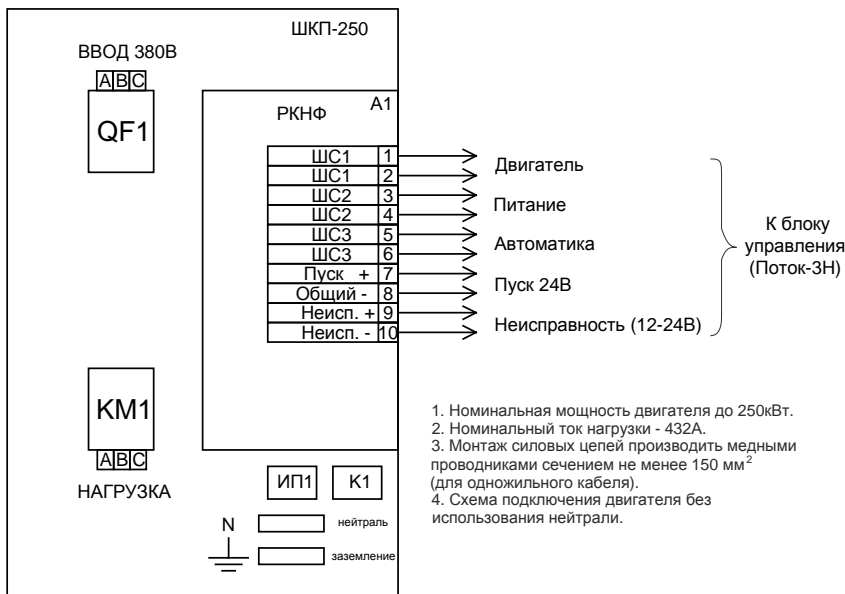 ШКП-250
ВВОД 380В
A B C
QF1
A1
РКНФ
ШС1 1
ШС1 2
ШС2 3
ШС2 4
ШС3 5
ШС3 6
Пуск + 7
Общий - 8
Неисп. + 9
Неисп. - 10
Двигатель
Питание
Автоматика
Пуск 24В
Неисправность (12-24В)
К блоку
управления
(Поток-3Н)
KM1
A B C
НАГРУЗКА
ИП1
К1
N
нейтраль
заземление
1. Номинальная мощность двигателя до 250кВт.
2. Номинальный ток нагрузки - 432А.
3. Монтаж силовых цепей производить медными
проводниками сечением не менее 150 мм²
(для одножильного кабеля).
4. Схема подключения двигателя без
использования нейтрали.